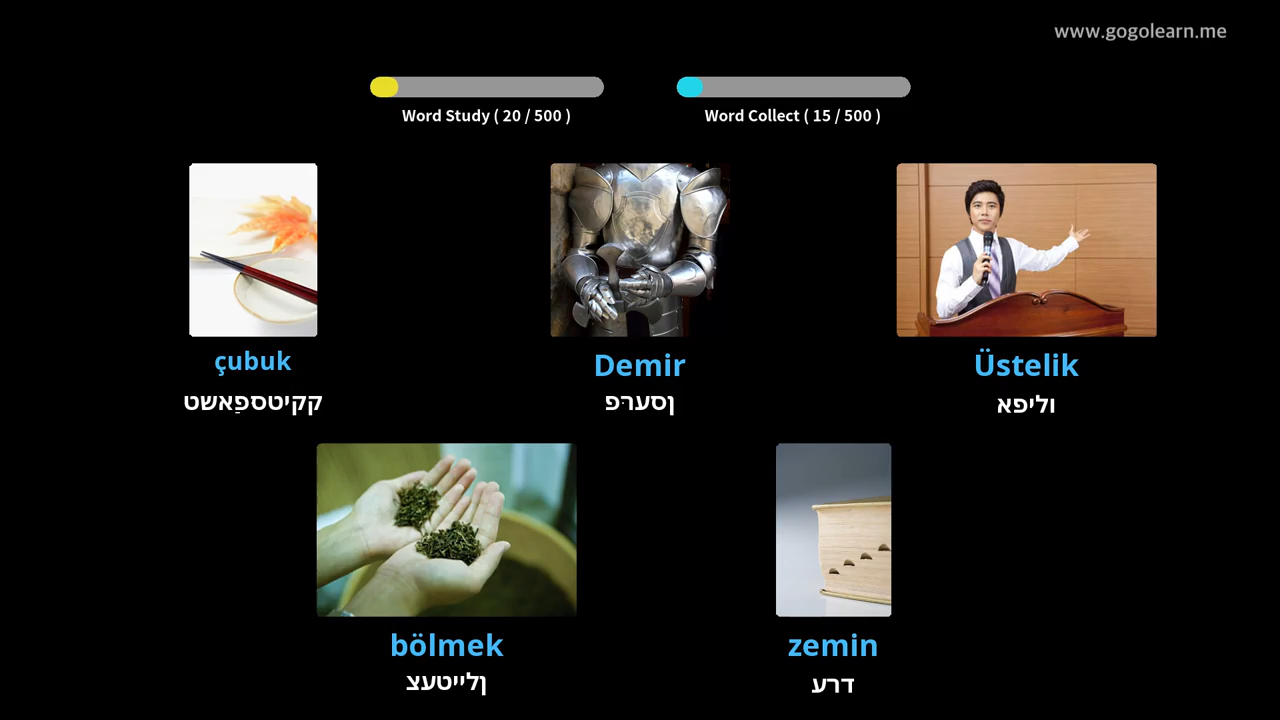 www.gogolearn.me
Word Study ( 20 / 500 )
Word Collect ( 15 / 500 )
çubuk
קקיטספַאשט
Demir
ןסערּפ
Üstelik
וליפא
bölmek
ןלייטעצ
zemin
דרע